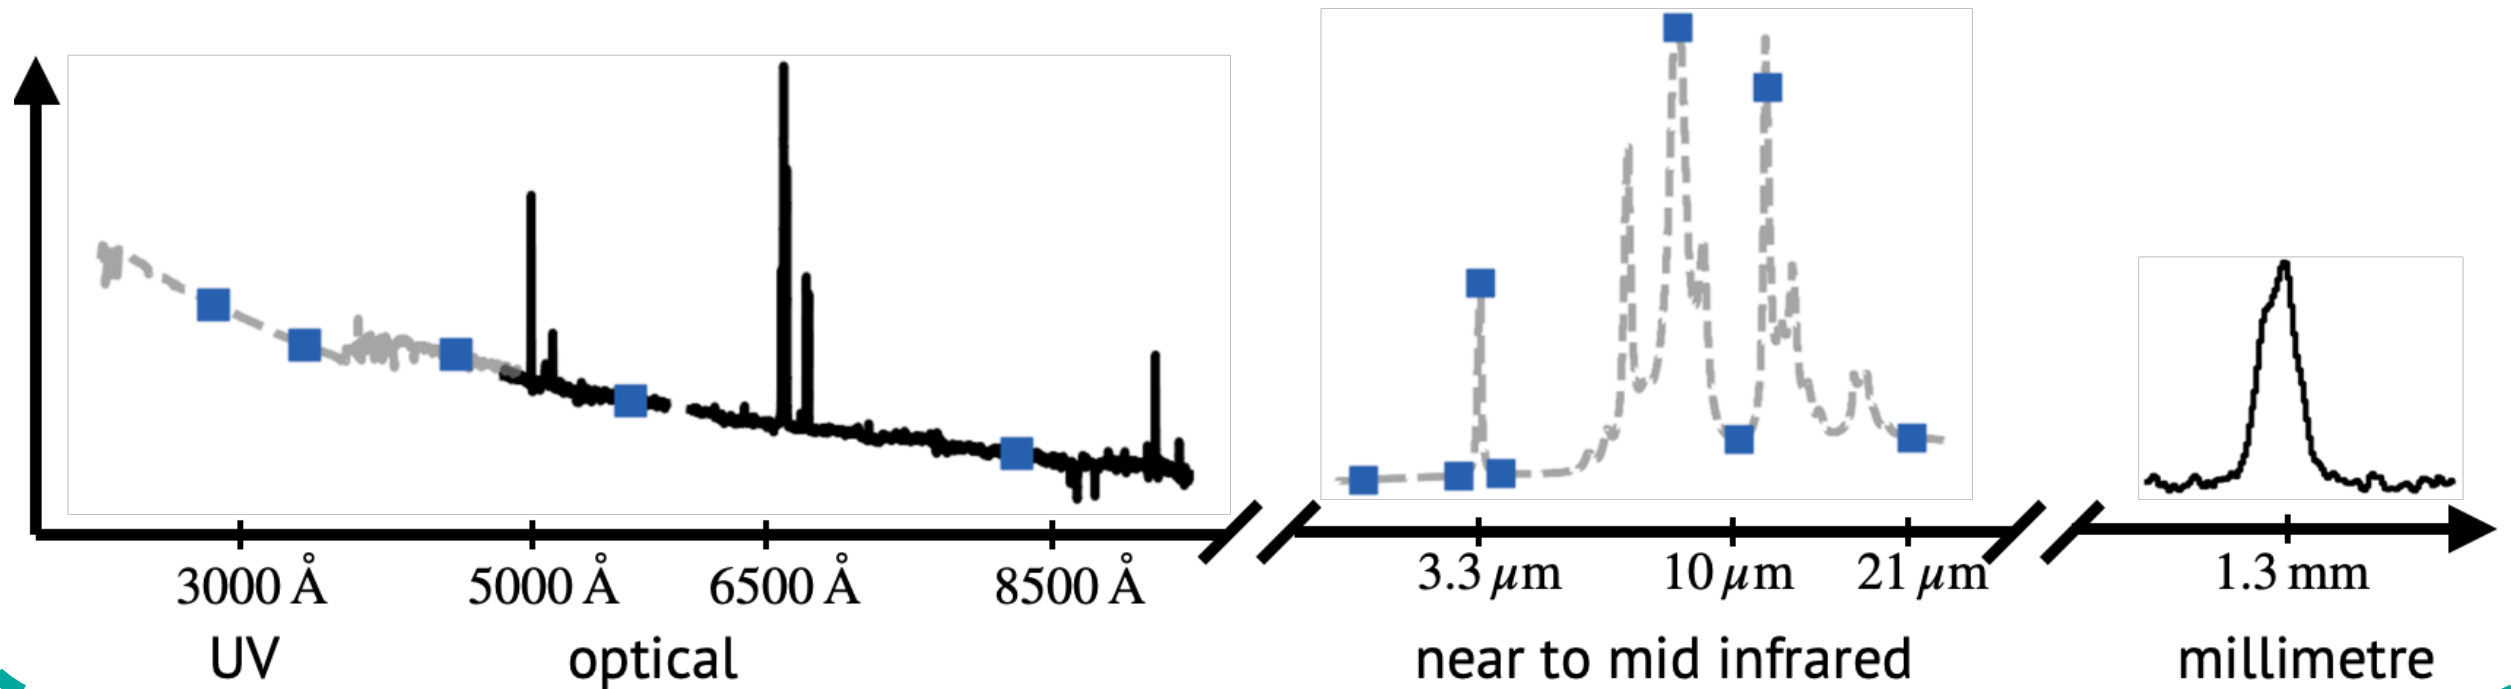 3000 Å 5000 Å 6500 Å 8500 Å 3.3 μm 10 μm 21 μm 1.3 mm
UV optical near to mid infrared millimetre